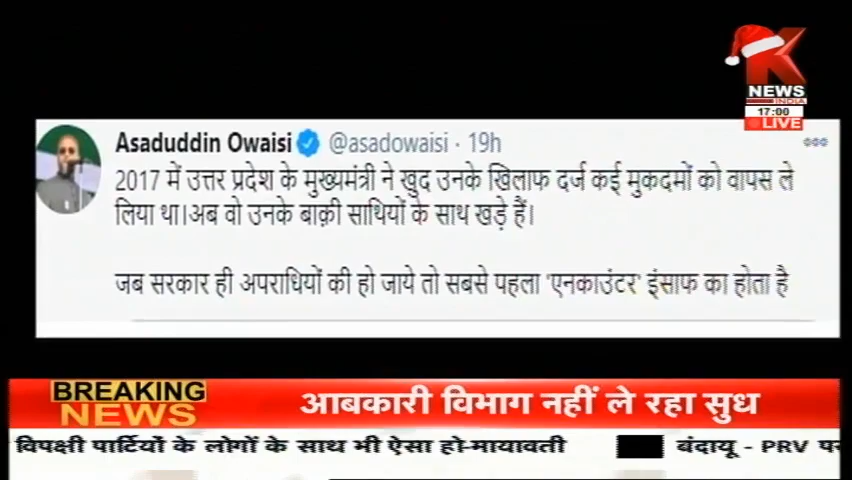 K
NEWS
INDIA
17:00
LIVE
Asaduddin Owaisi @asadowaisi · 19h
2017 में उत्तर प्रदेश के मुख्यमंत्री ने खुद उनके खिलाफ दर्ज कई मुकदमों को वापस ले
लिया था।अब वो उनके बाक़ी साथियों के साथ खड़े हैं।
जब सरकार ही अपराधियों की हो जाये तो सबसे पहला 'एनकाउंटर' इंसाफ का होता है
BREAKING
NEWS
आबकारी विभाग नहीं ले रहा सुध
विपक्षी पार्टियों के लोगों के साथ भी ऐसा हो-मायावती
बंदायू - PRV